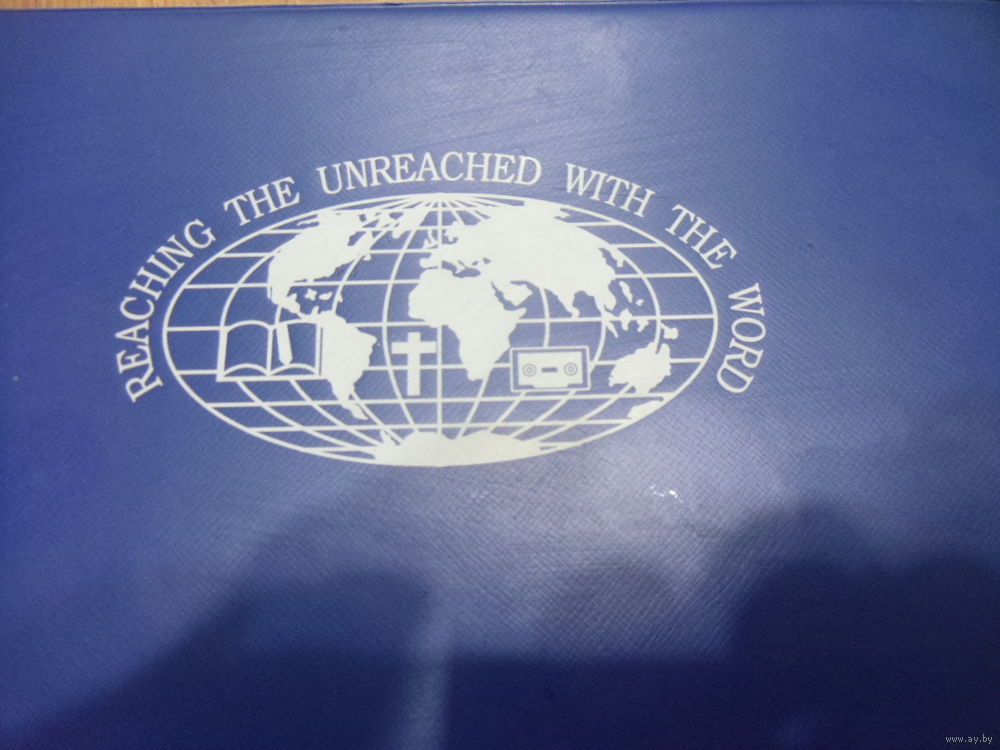 REACHING THE UNREACHED WITH THE WORD
www.ay.by